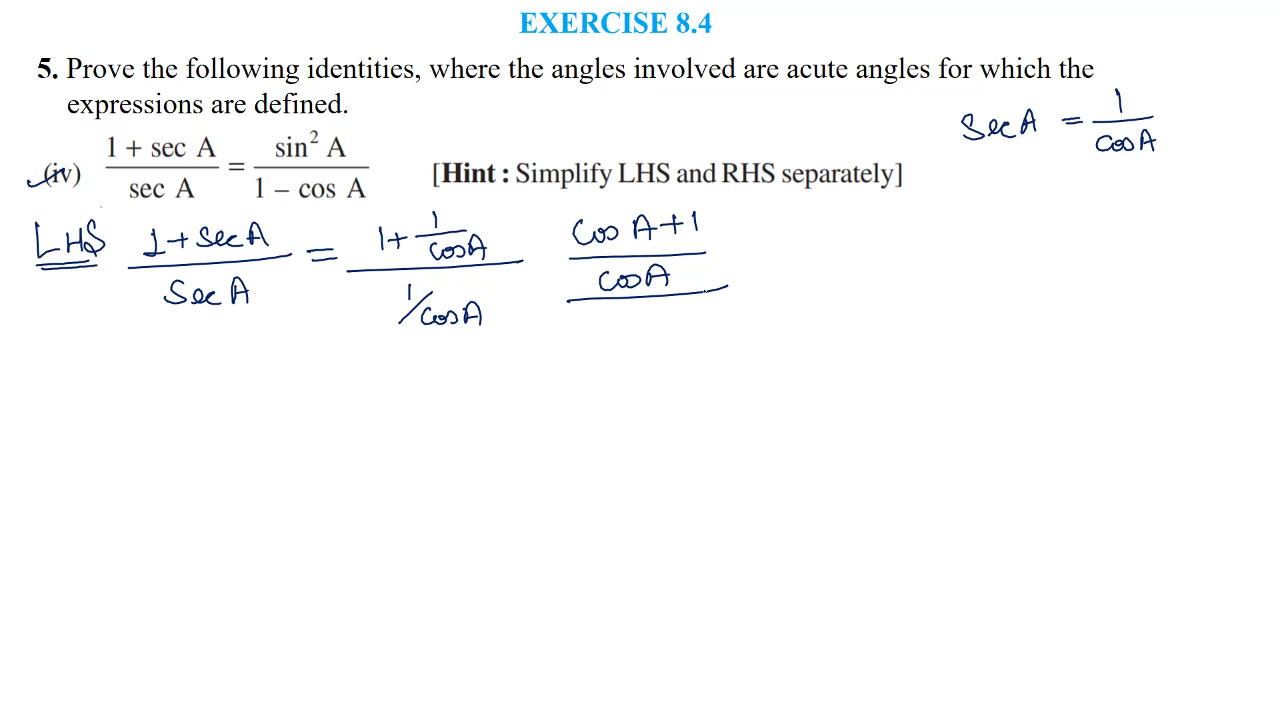 EXERCISE 8.4
5. Prove the following identities, where the angles involved are acute angles for which the
expressions are defined.
sec A = 1/cos A
(iv) (1 + sec A)/(sec A) = (sin² A)/(1 − cos A) [Hint : Simplify LHS and RHS separately]
LHS (1 + sec A)/(sec A) = (1 + 1/cos A)/(1/cos A) (cos A + 1)/(cos A)